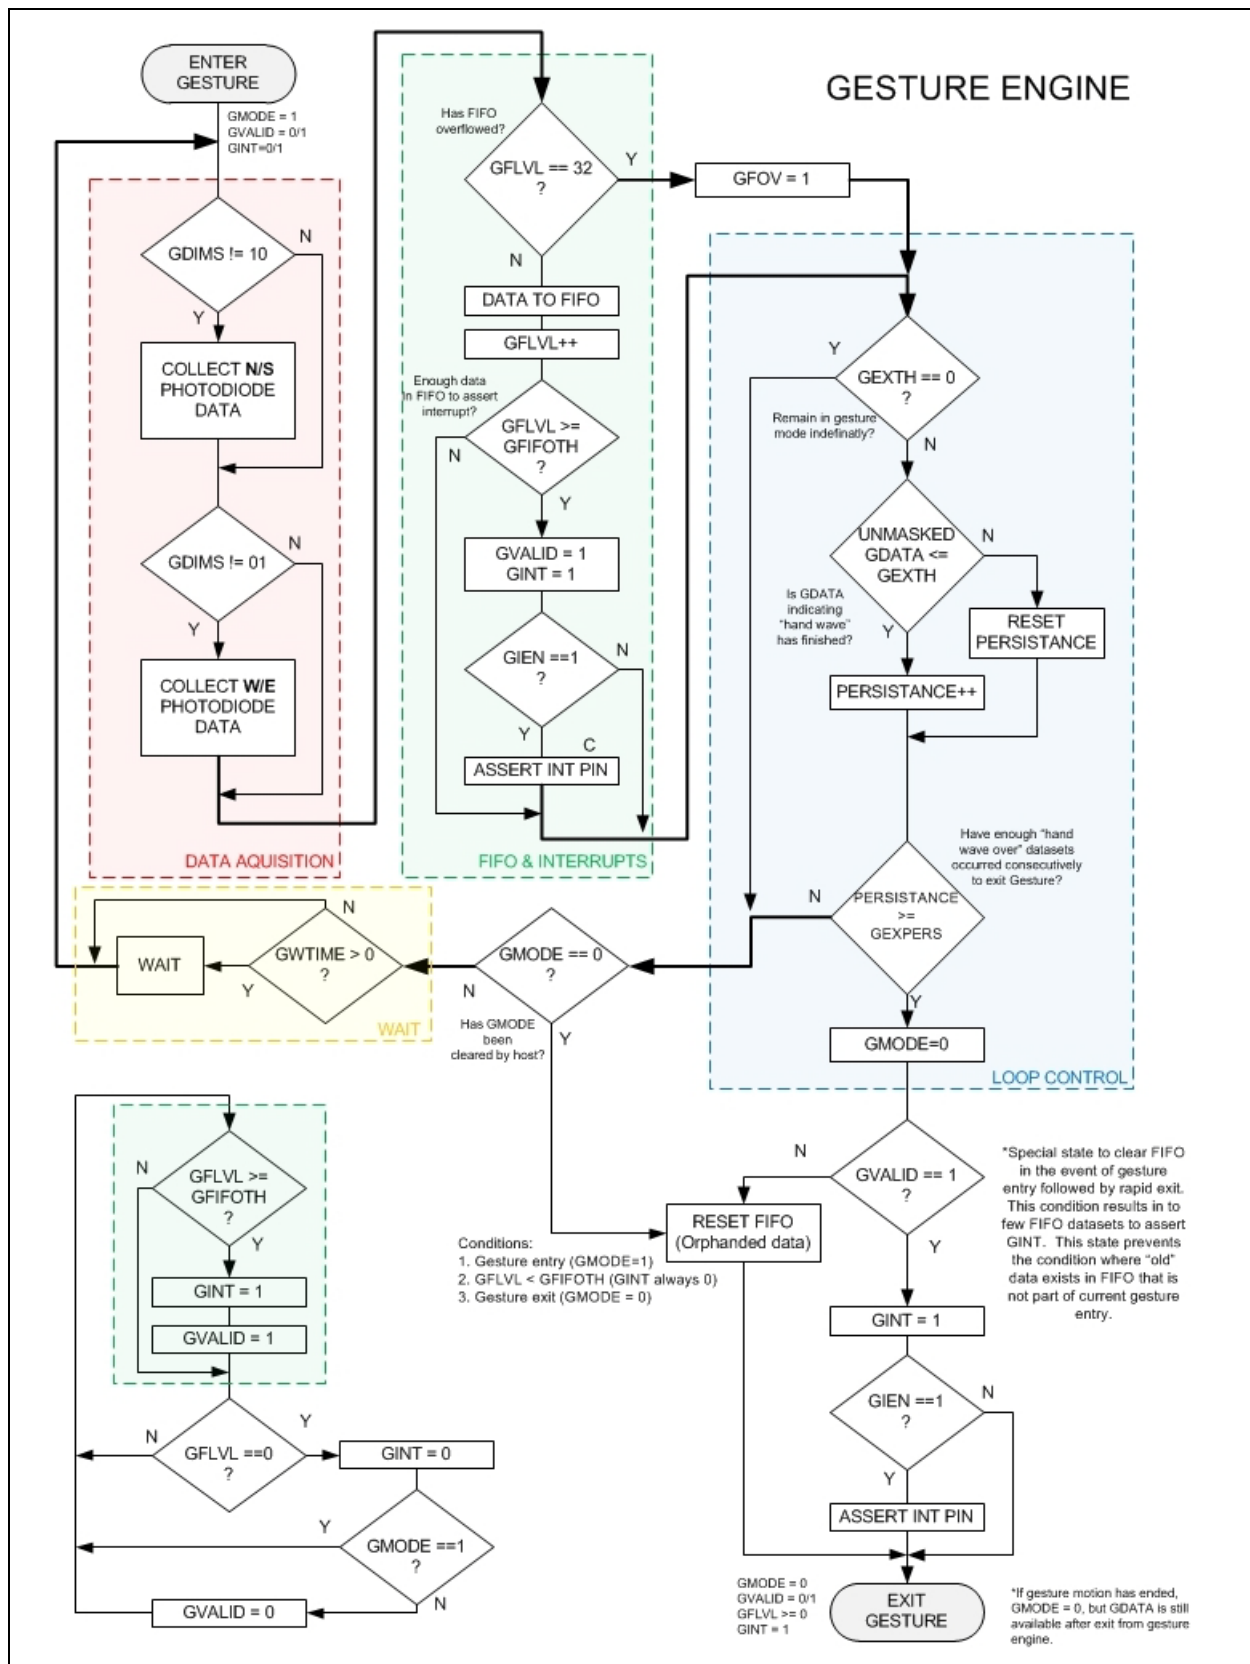 GESTURE ENGINE
ENTER
GESTURE
GMODE = 1
GVALID = 0/1
GINT=0/1
GDIMS != 10
N
Y
COLLECT N/S
PHOTODIODE
DATA
GDIMS != 01
N
Y
COLLECT W/E
PHOTODIODE
DATA
DATA AQUISITION
Has FIFO
overflowed?
GFLVL == 32
?
Y
N
GFOV = 1
DATA TO FIFO
GFLVL++
Enough data
in FIFO to assert
interrupt?
GFLVL >=
GFIFOTH
?
N
Y
GVALID = 1
GINT = 1
GIEN ==1
?
N
Y
C
ASSERT INT PIN
FIFO & INTERRUPTS
Y
GEXTH == 0
?
Remain in gesture
mode indefinatly?
N
UNMASKED
GDATA <=
GEXTH
N
Is GDATA
indicating
“hand wave”
has finished?
Y
RESET
PERSISTANCE
PERSISTANCE++
Have enough “hand
wave over” datasets
occurred consecutively
to exit Gesture?
N
PERSISTANCE
>=
GEXPERS
Y
GMODE=0
LOOP CONTROL
GMODE == 0
?
N
Has GMODE
been
cleared by host?
Y
N
GWTIME > 0
?
Y
WAIT
WAIT
GFLVL >=
GFIFOTH
?
N
Y
GINT = 1
GVALID = 1
N
GFLVL ==0
?
Y
GINT = 0
Y
GMODE ==1
?
N
GVALID = 0
N
GVALID == 1
?
Y
RESET FIFO
(Orphanded data)
Conditions:
1. Gesture entry (GMODE=1)
2. GFLVL < GFIFOTH (GINT always 0)
3. Gesture exit (GMODE = 0)
*Special state to clear FIFO
in the event of gesture
entry followed by rapid exit.
This condition results in to
few FIFO datasets to assert
GINT. This state prevents
the condition where “old”
data exists in FIFO that is
not part of current gesture
entry.
GINT = 1
GIEN ==1
?
N
Y
ASSERT INT PIN
GMODE = 0
GVALID = 0/1
GFLVL >= 0
GINT = 1
EXIT
GESTURE
*If gesture motion has ended,
GMODE = 0, but GDATA is still
available after exit from gesture
engine.